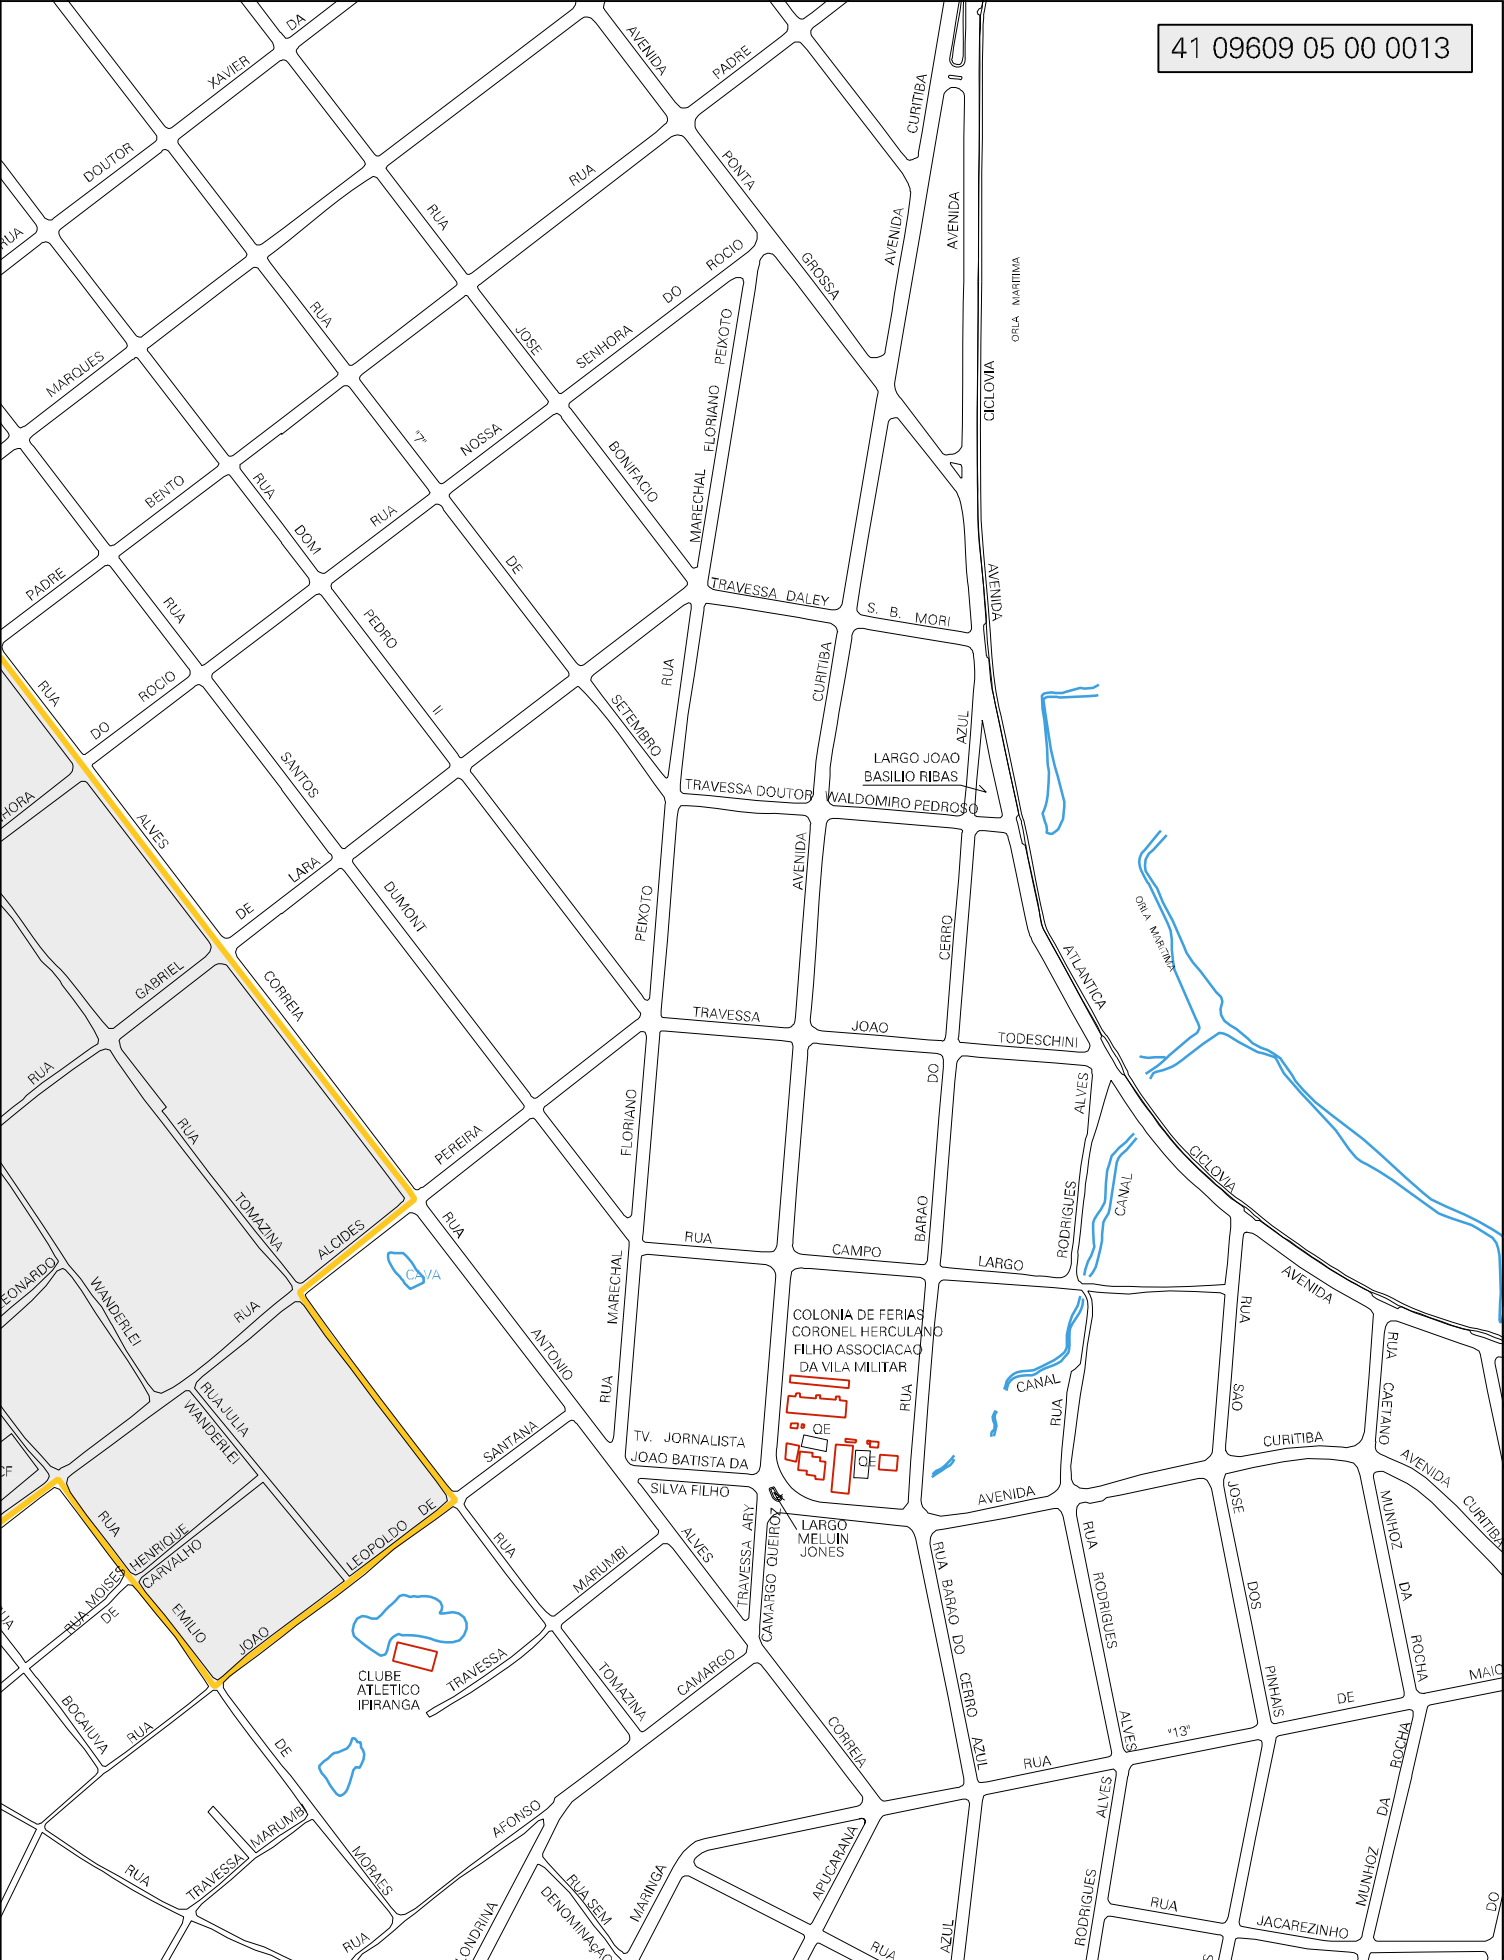 41 09609 05 00 0013
DA
XAVIER
DOUTOR
AVENIDA
PADRE
CURITIBA
RUA
RUA
PONTA
AVENIDA
AVENIDA
RUA
ROCIO
DO
GROSSA
SENHORA
JOSE
RUA
PEIXOTO
ORLA MARITIMA
MARQUES
FLORIANO
CICLOVIA
"7"
NOSSA
BONIFACIO
MARECHAL
BENTO
RUA
DOM
RUA
DE
PADRE
RUA
TRAVESSA DALEY
S. B. MORI
AVENIDA
PEDRO
II
RUA
CURITIBA
RUA
DO
ROCIO
SETEMBRO
AZUL
LARGO JOAO
BASILIO RIBAS
SANTOS
TRAVESSA DOUTOR WALDOMIRO PEDROSO
HORA
ALVES
LARA
DE
DUMONT
AVENIDA
PEIXOTO
CERRO
ORLA MARITIMA
ATLANTICA
GABRIEL
CORREIA
TRAVESSA
JOAO
TODESCHINI
RUA
DO
ALVES
RUA
PEREIRA
FLORIANO
CICLOVIA
CANAL
TOMAZINA
ALCIDES
RUA
RUA
CAMPO
BARAO
LARGO
RODRIGUES
CAVA
EONARDO
WANDERLEI
RUA
MARECHAL
AVENIDA
RUA
COLONIA DE FERIAS
CORONEL HERCULANO
FILHO ASSOCIACAO
DA VILA MILITAR
ANTONIO
RUA
CAETANO
RUA
RUA
CANAL
RUA
SAO
RUA JULIA
WANDERLEI
QE
QE
SANTANA
TV. JORNALISTA
JOAO BATISTA DA
SILVA FILHO
CURITIBA
AVENIDA
CURITIBA
CF
AVENIDA
JOSE
MUNHOZ
RUA
HENRIQUE
CARVALHO
LEOPOLDO
DE
RUA
ALVES
TRAVESSA ARY
CAMARGO QUEIROZ
LARGO
MELUIN
JONES
MARUMBI
RUA MOISES
DE
EMILIO
JOAO
RUA BARAO DO CERRO AZUL
RUA
RODRIGUES
ALVES
DOS
PINHAIS
DA
ROCHA
CLUBE
ATLETICO
IPIRANGA
TRAVESSA
TOMAZINA
CAMARGO
MAIO
DE
"13"
RUA
BOCAIUVA
RUA
DE
CORREIA
ROCHA
DA
MUNHOZ
ALVES
RODRIGUES
AFONSO
MARUMBI
TRAVESSA
RUA
MORAES
RUA
RUA SEM
DENOMINAÇAO
MARINGA
APUCARANA
RUA
AZUL
RUA
JACAREZINHO
DO